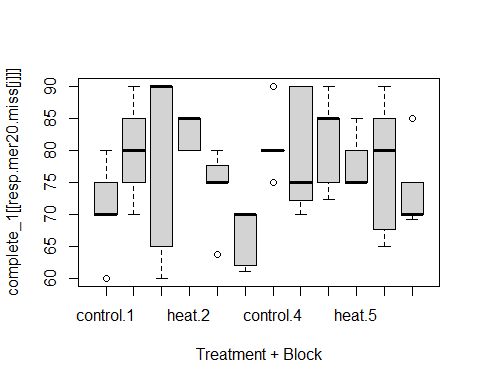 complete_1[[resp.mer20.miss[j]]]
90
85
80
75
70
65
60
control.1 heat.2 control.4 heat.5
Treatment + Block